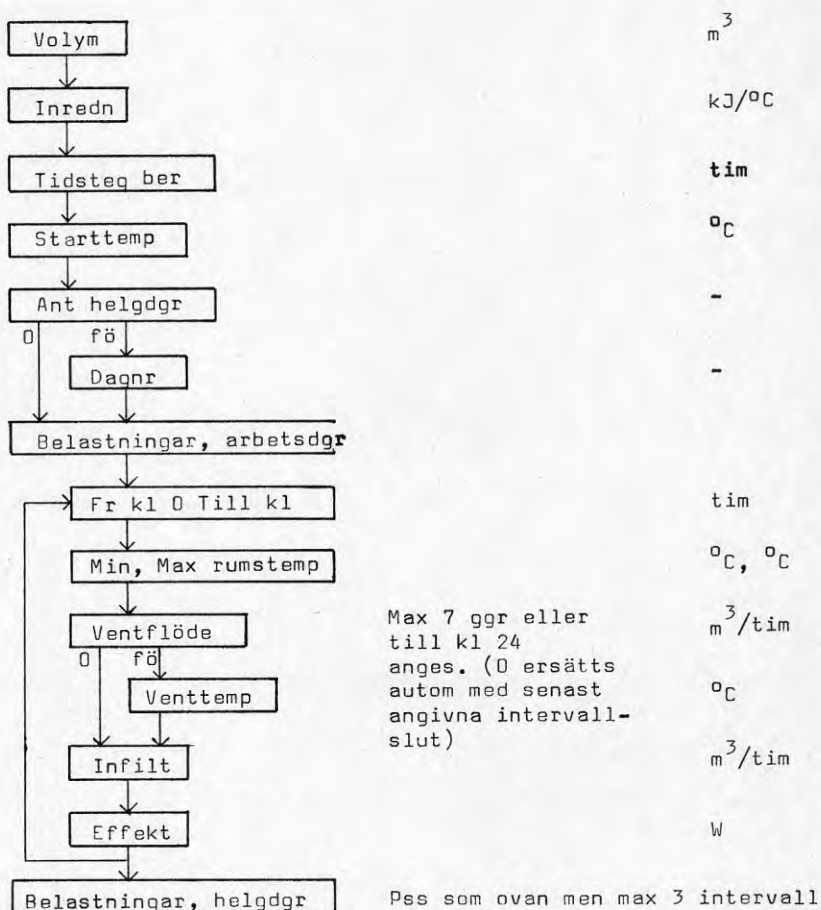 Volym m³
Inredn kJ/°C
Tidsteg ber tim
Starttemp °C
Ant helgdgr -
0 fö
Dagnr -
Belastningar, arbetsdgr
Fr kl 0 Till kl tim
Min, Max rumstemp °C, °C
Ventflöde m³/tim
0 fö
Venttemp °C
Infilt m³/tim
Effekt W
Max 7 ggr eller
till kl 24
anges. (0 ersätts
autom med senast
angivna intervall-
slut)
Belastningar, helgdgr Pss som ovan men max 3 intervall